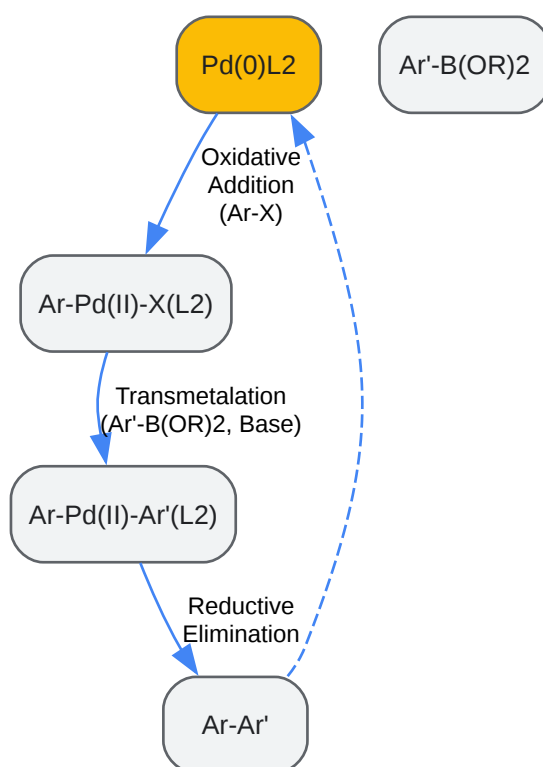 Pd(0)L2
Ar'-B(OR)2
Oxidative
Addition
(Ar-X)
Ar-Pd(II)-X(L2)
Transmetalation
(Ar'-B(OR)2, Base)
Ar-Pd(II)-Ar'(L2)
Reductive
Elimination
Ar-Ar'